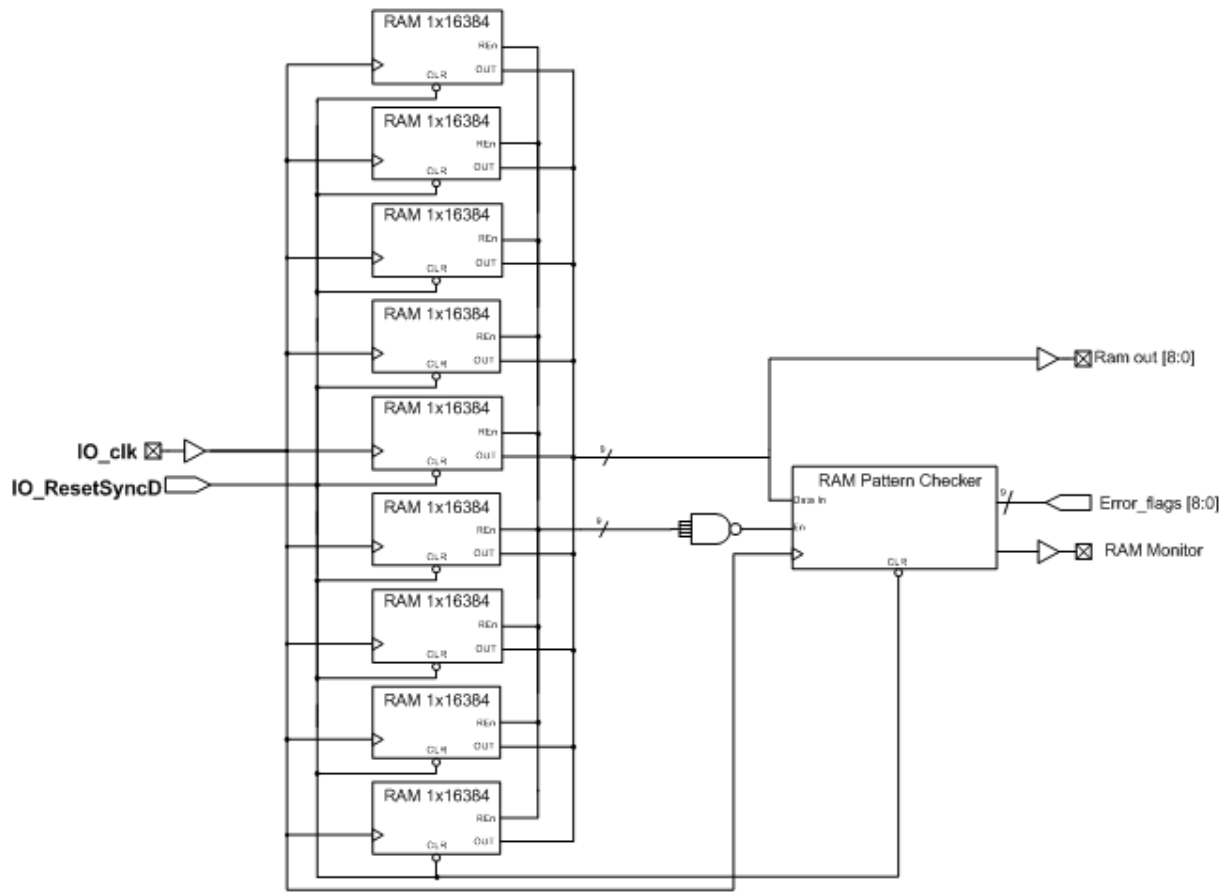 RAM 1x16384
REn
OUT
CLR
RAM 1x16384
REn
OUT
CLR
RAM 1x16384
REn
OUT
CLR
RAM 1x16384
REn
OUT
CLR
Ram out [8:0]
RAM 1x16384
REn
IO_clk
OUT
9
CLR
IO_ResetSyncD
RAM Pattern Checker
RAM 1x16384
Data In
9
Error_flags [8:0]
REn
9
En
OUT
RAM Monitor
CLR
CLR
RAM 1x16384
REn
OUT
CLR
RAM 1x16384
REn
OUT
CLR
RAM 1x16384
REn
OUT
CLR